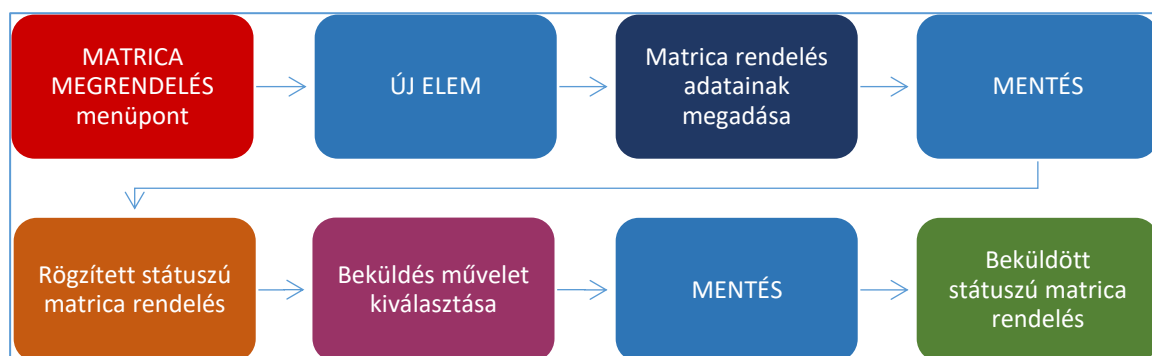 MATRICA
MEGRENDELÉS
menüpont
ÚJ ELEM
Matrica rendelés
adatainak
megadása
MENTÉS
Rögzített státuszú
matrica rendelés
Beküldés művelet
kiválasztása
MENTÉS
Beküldött
státuszú matrica
rendelés